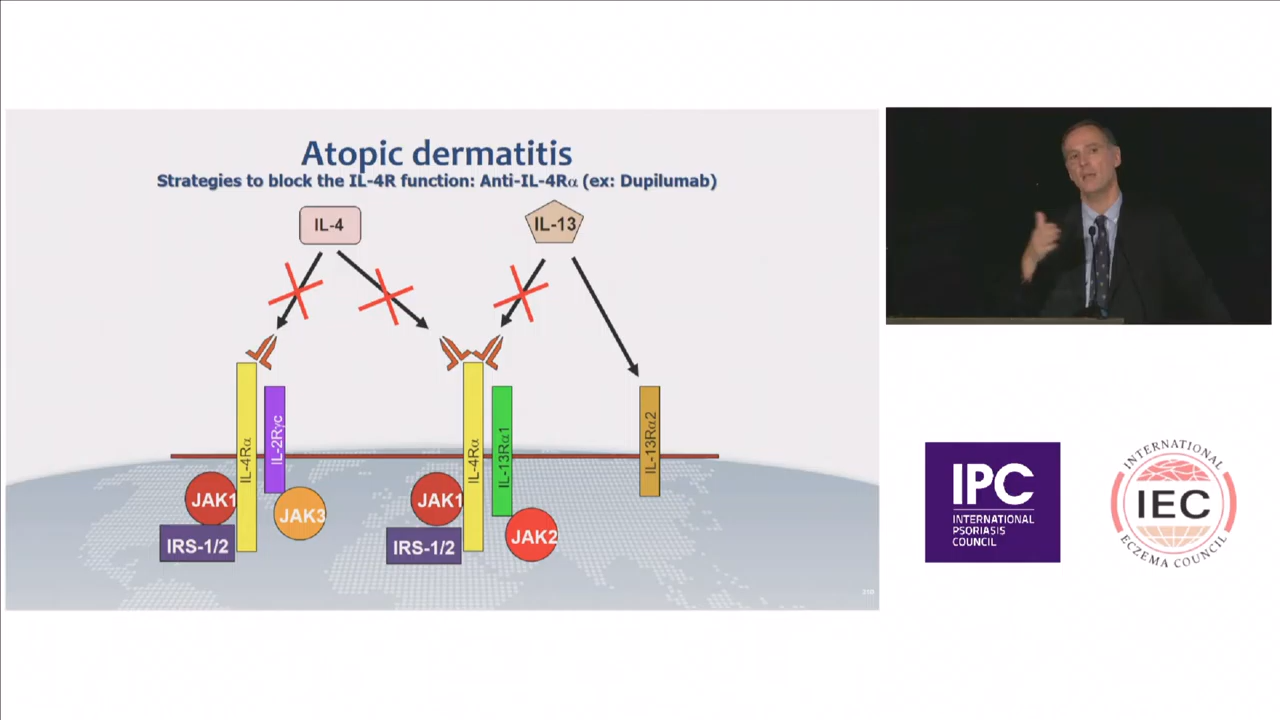 Atopic dermatitis
Strategies to block the IL-4R function: Anti-IL-4Rα (ex: Dupilumab)
IL-4
IL-13
IL-4Rα
IL-2Rγc
IL-4Rα
IL-13Rα1
IL-13Rα2
JAK1
JAK3
IRS-1/2
JAK1
JAK2
IRS-1/2
IPC
INTERNATIONAL
PSORIASIS
COUNCIL
INTERNATIONAL
IEC
ECZEMA COUNCIL